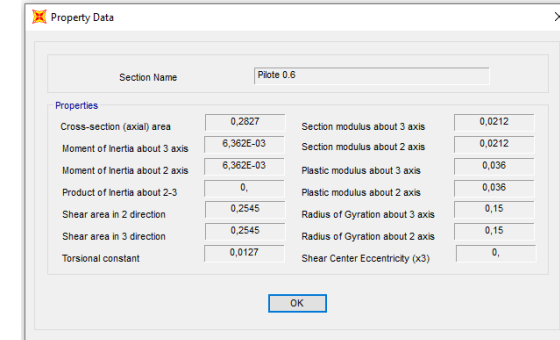 Property Data
Section Name Pilote 0.6
Properties
Cross-section (axial) area 0,2827 Section modulus about 3 axis 0,0212
Moment of Inertia about 3 axis 6,362E-03 Section modulus about 2 axis 0,0212
Moment of Inertia about 2 axis 6,362E-03 Plastic modulus about 3 axis 0,036
Product of Inertia about 2-3 0, Plastic modulus about 2 axis 0,036
Shear area in 2 direction 0,2545 Radius of Gyration about 3 axis 0,15
Shear area in 3 direction 0,2545 Radius of Gyration about 2 axis 0,15
Torsional constant 0,0127 Shear Center Eccentricity (x3) 0,
OK